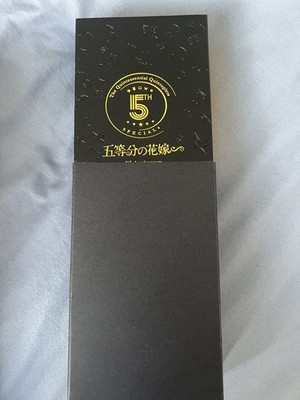 The Quintessential Quintuplets
5TH
SPECIAL
五等分の花嫁∽